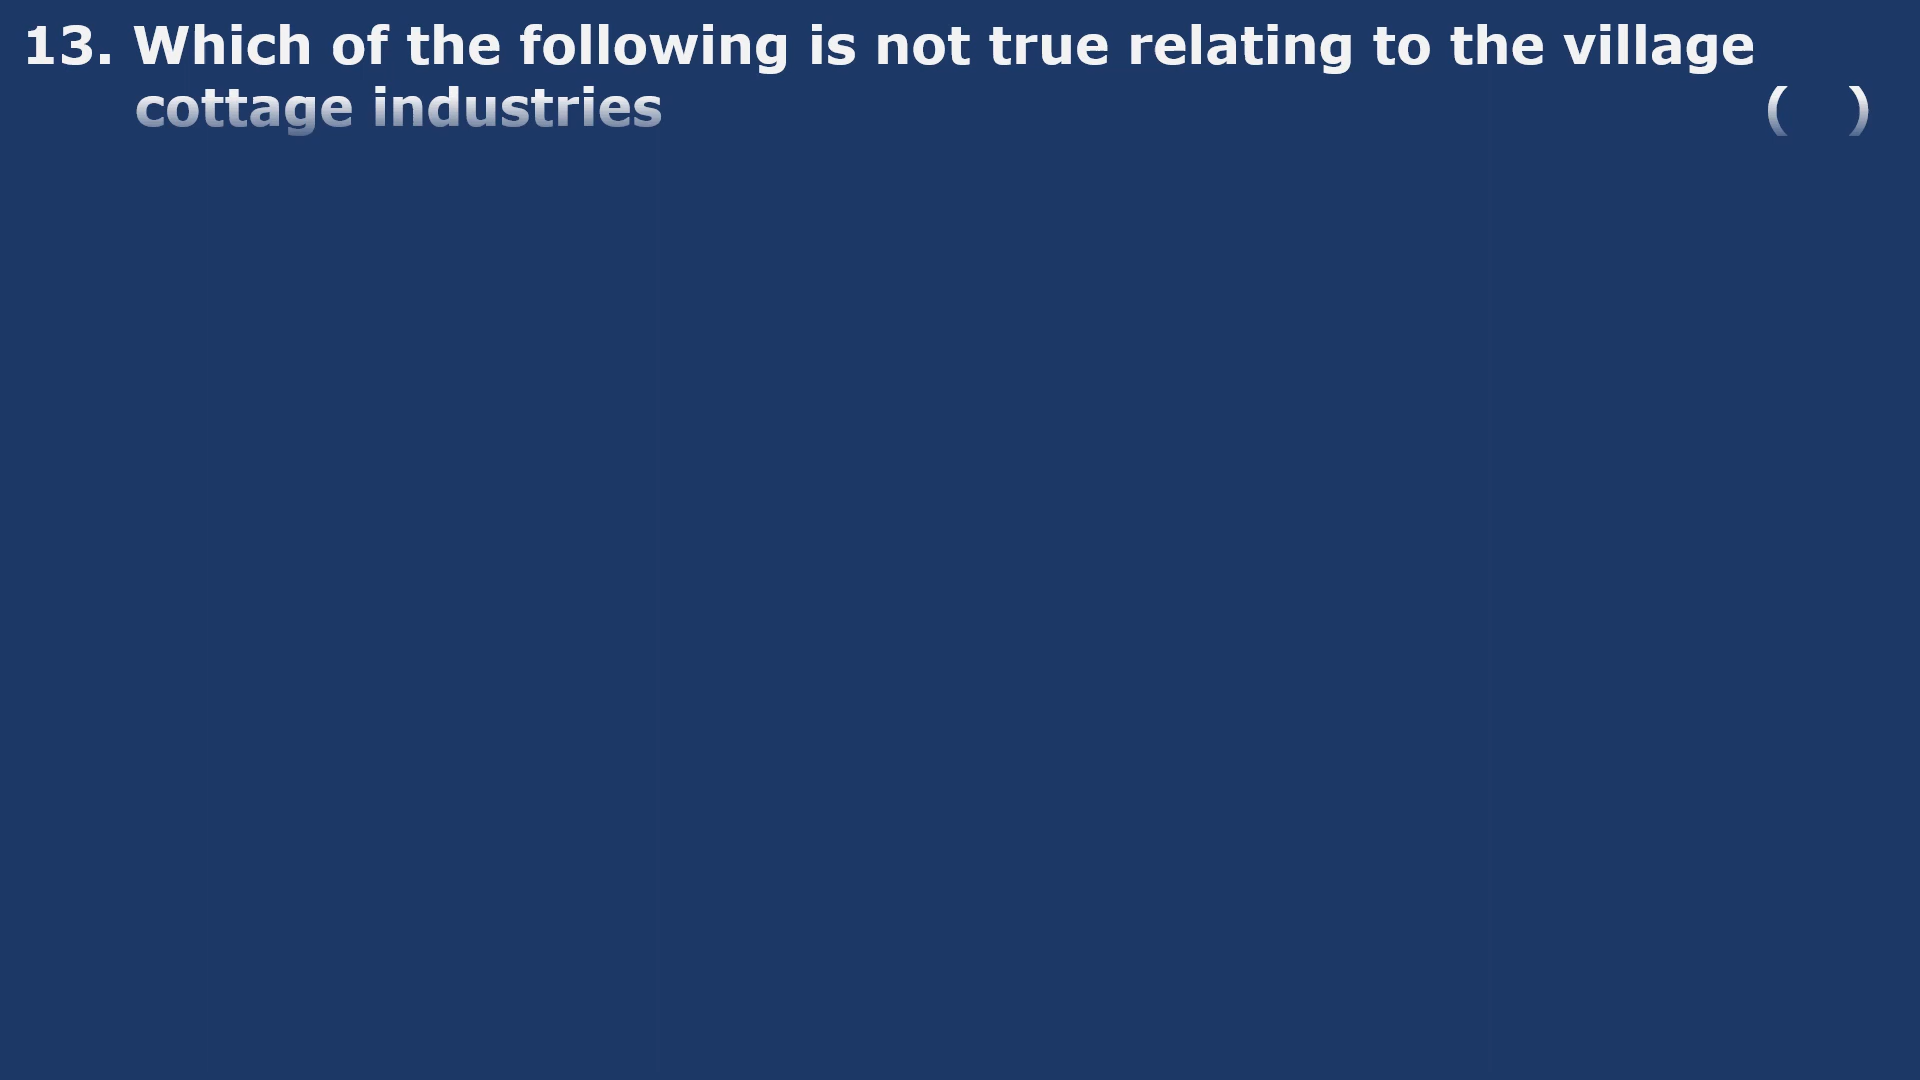 13. Which of the following is not true relating to the village
cottage industries ( )